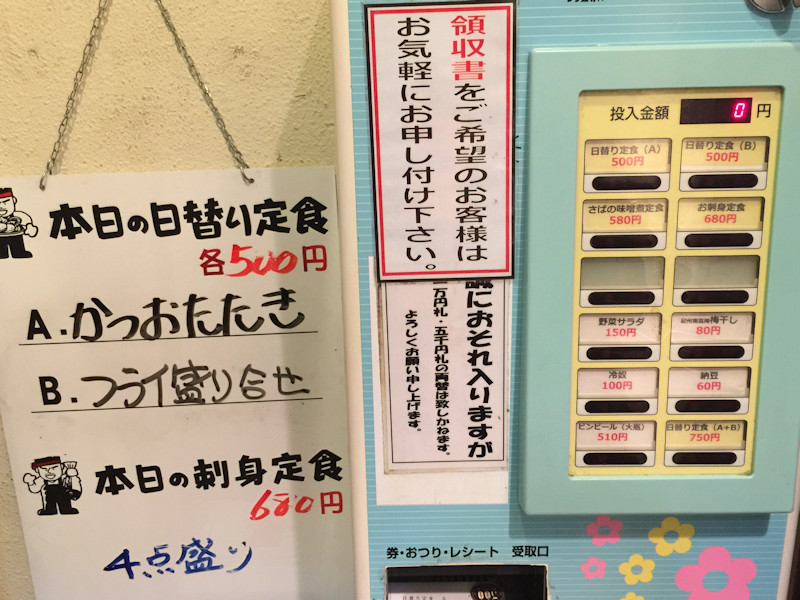 本日の日替り定食
各500円
A.かつおたたき
B.フライ盛り合せ
本日の刺身定食
680円
4点盛り
領収書をご希望のお客様は
お気軽にお申し付け下さい。
におそれ入りますが
万円札・五千円札の両替は致しかねます。
よろしくお願い申し上げます。
投入金額 0 円
日替り定食(A)
500円
日替り定食(B)
500円
さばの味噌煮定食
580円
お刺身定食
680円
野菜サラダ
150円
紀州南高梅梅干し
80円
冷奴
100円
納豆
60円
ビンビール(大瓶)
510円
日替り定食(A+B)
750円
券・おつり・レシート 受取口